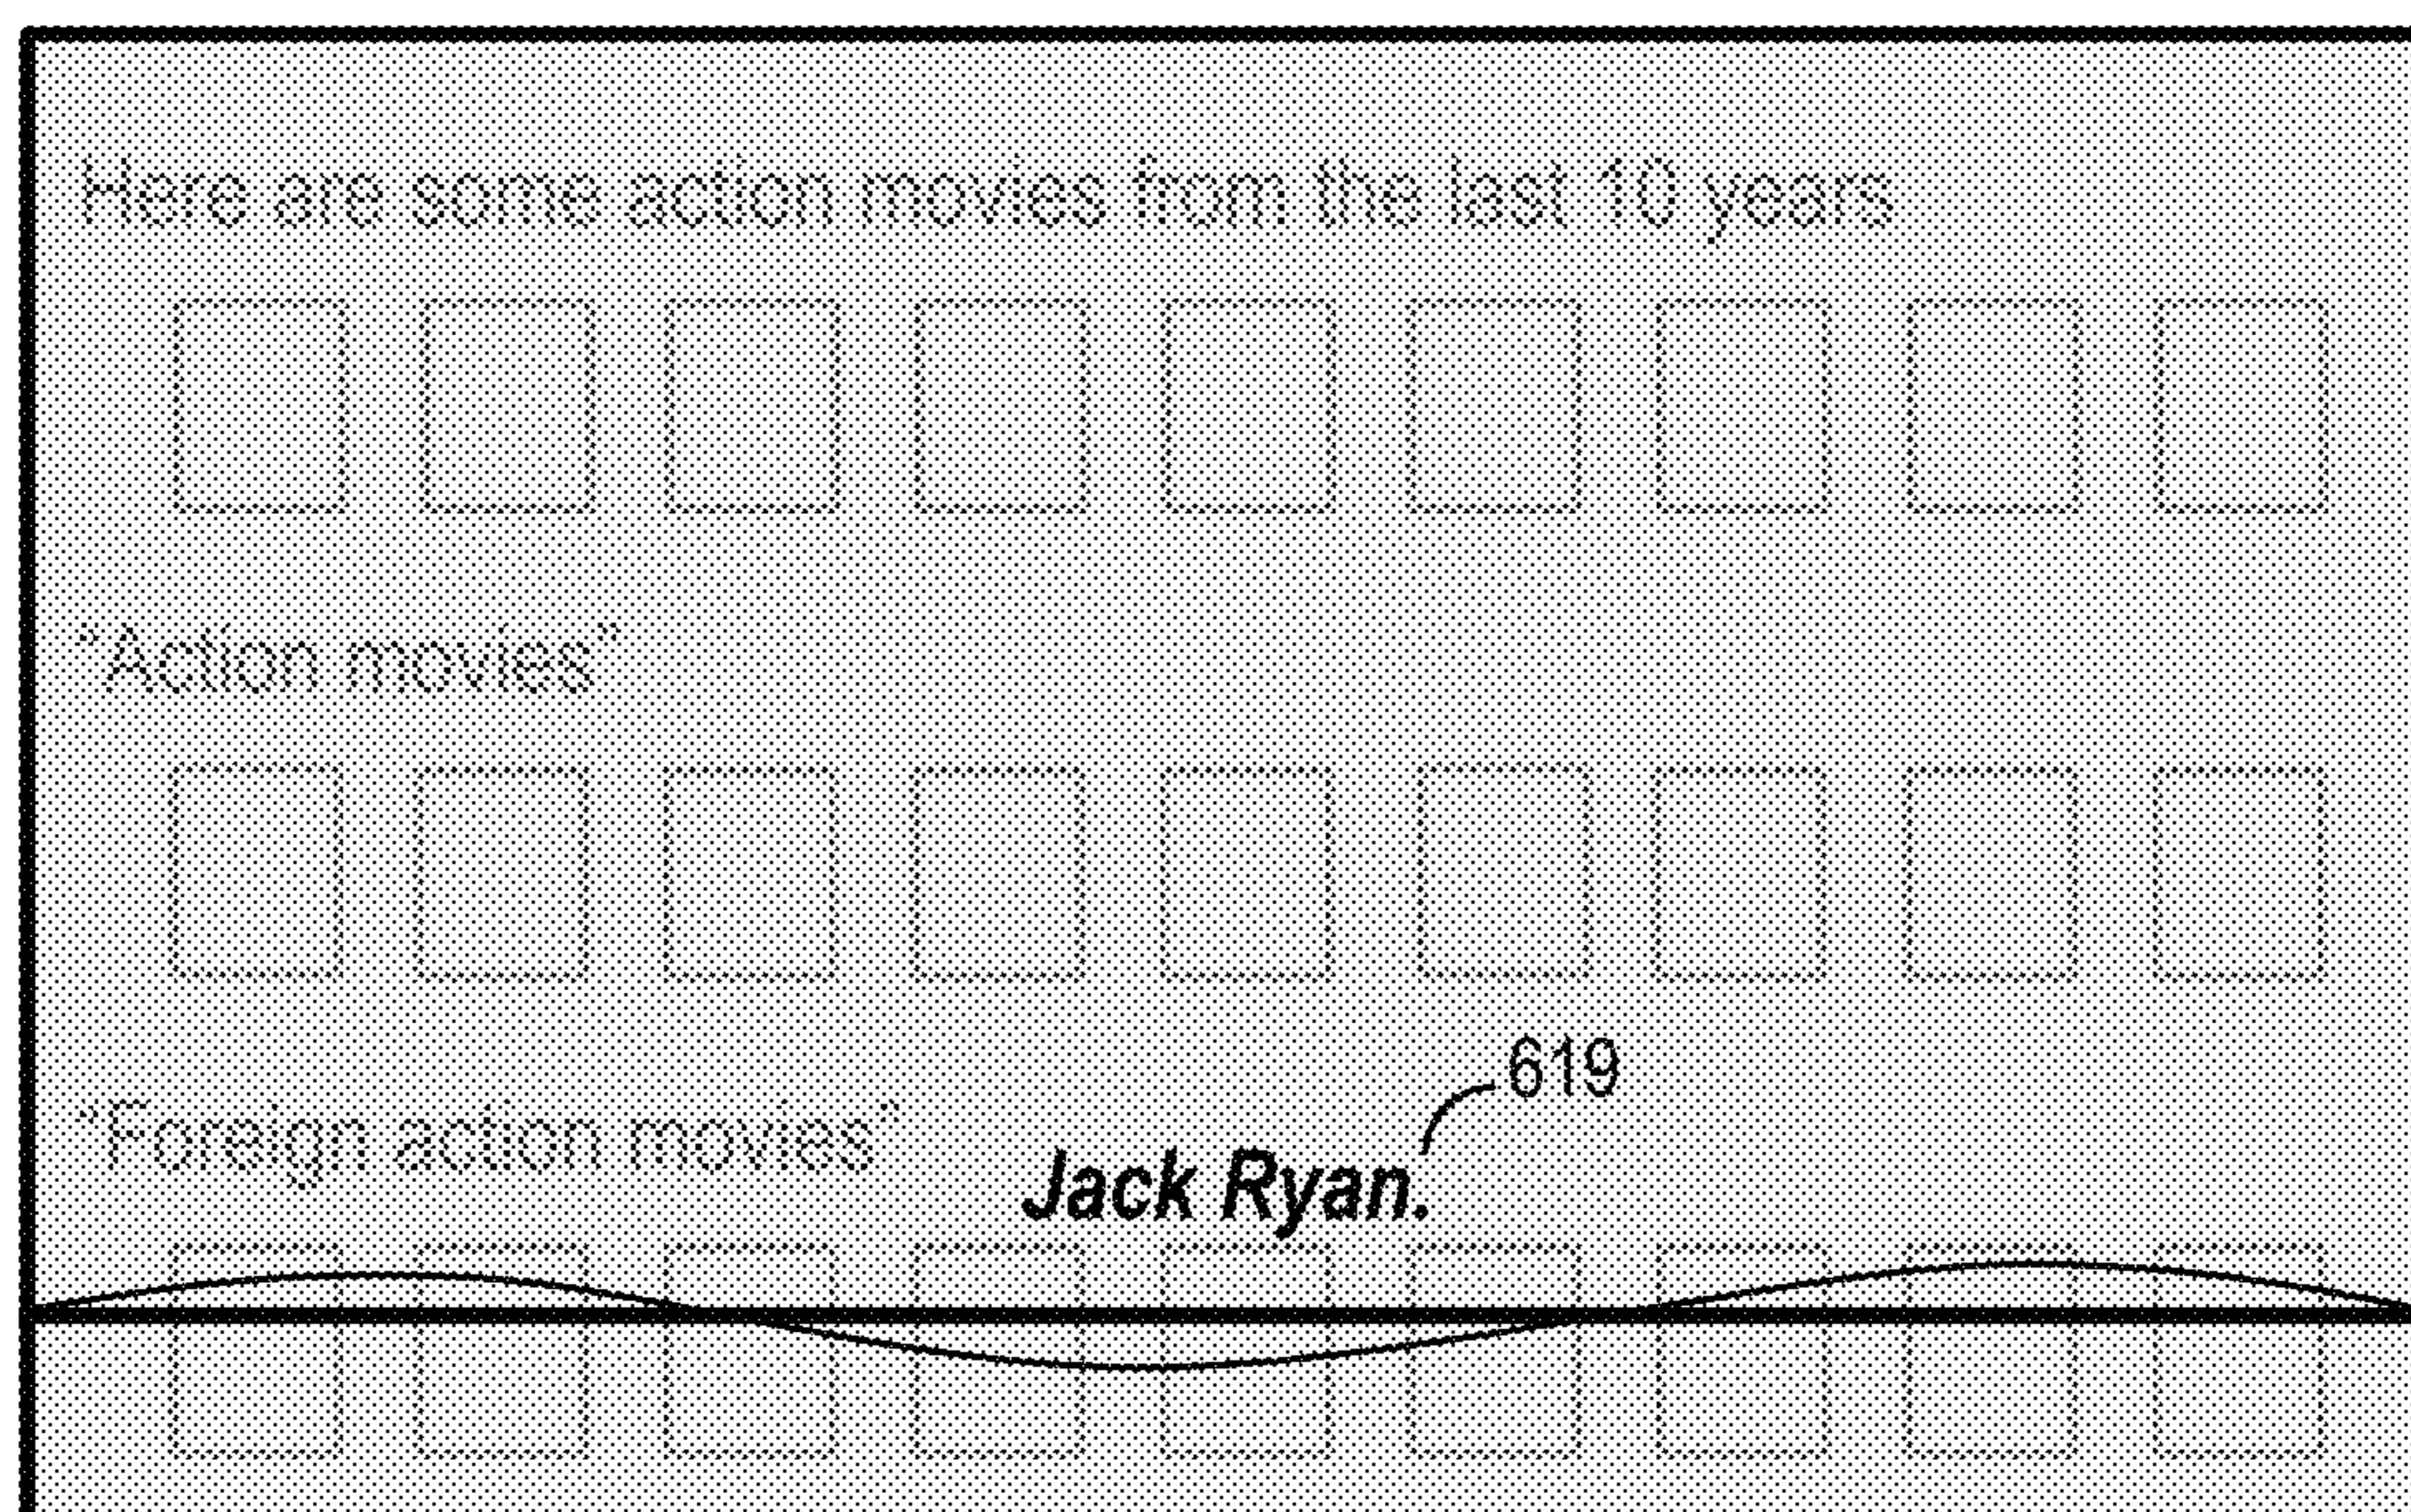 Here are some action movies from the last 10 years
"Action movies"
619
"Foreign action movies"
Jack Ryan.